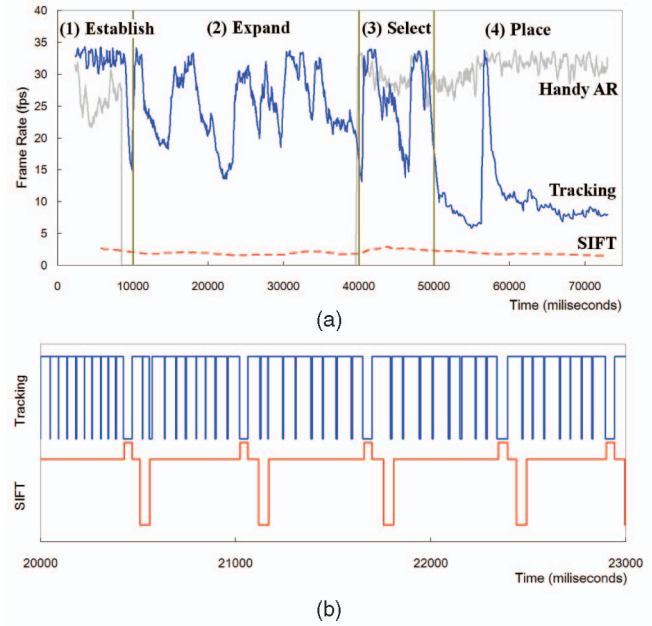 (1) Establish (2) Expand (3) Select (4) Place
40
35
30
25
20
15
10
5
0
Frame Rate (fps)
Handy AR
Tracking
SIFT
0 10000 20000 30000 40000 50000 60000 70000
Time (miliseconds)
(a)
Tracking
SIFT
20000 21000 22000 23000
Time (miliseconds)
(b)